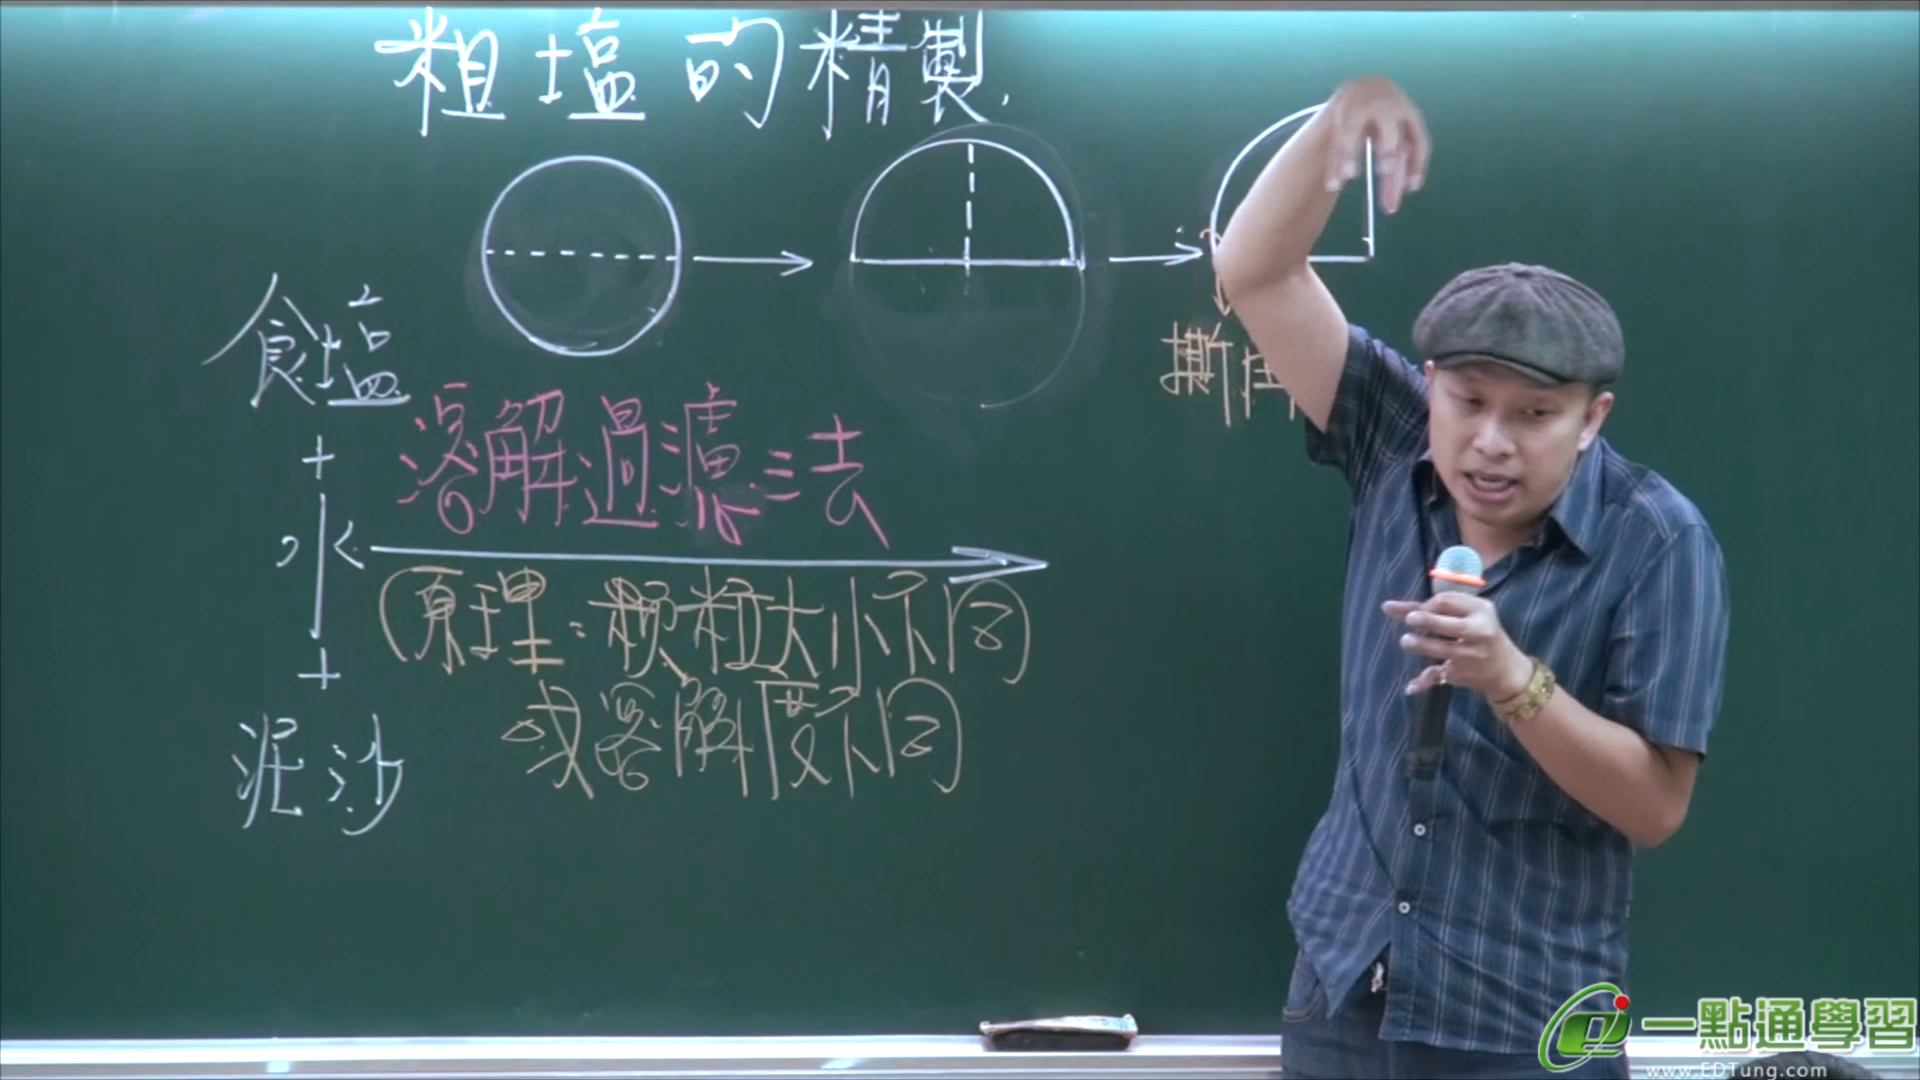 粗塩的精製
食塩
+
水
+
泥沙
溶解過濾法
(原理:顆粒大小不同
或溶解度不同)
撕
一點通學習
www.EDTung.com